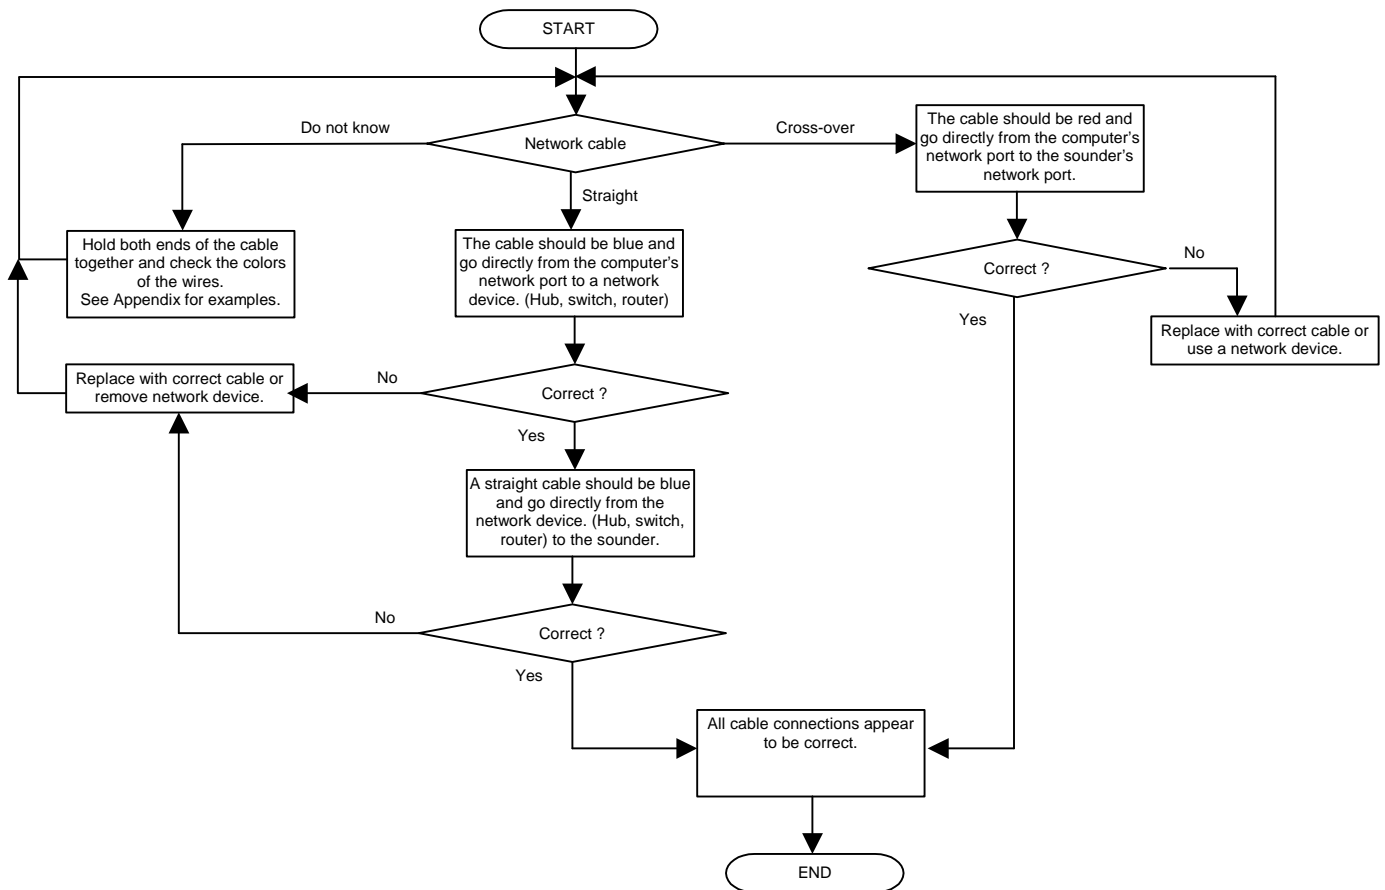 START
Do not know
Network cable
Cross-over
The cable should be red and
go directly from the computer’s
network port to the sounder’s
network port.
Straight
Hold both ends of the cable
together and check the colors
of the wires.
See Appendix for examples.
The cable should be blue and
go directly from the computer’s
network port to a network
device. (Hub, switch, router)
Correct ?
No
Yes
Replace with correct cable or
use a network device.
Replace with correct cable or
remove network device.
No
Correct ?
Yes
A straight cable should be blue
and go directly from the
network device. (Hub, switch,
router) to the sounder.
No
Correct ?
Yes
All cable connections appear
to be correct.
END